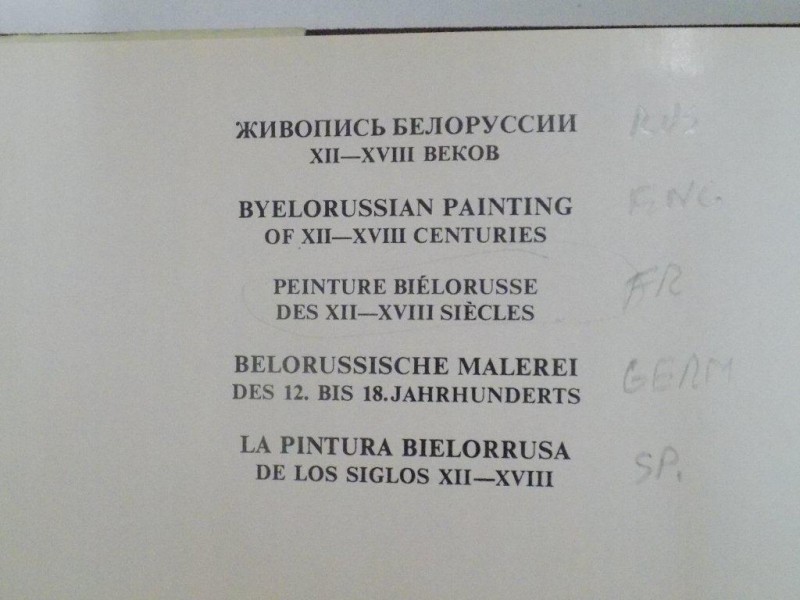 ЖИВОПИСЬ БЕЛОРУССИИ RUS
XII—XVIII ВЕКОВ
BYELORUSSIAN PAINTING ENG.
OF XII—XVIII CENTURIES
PEINTURE BIÉLORUSSE FR
DES XII—XVIII SIÈCLES
BELORUSSISCHE MALEREI GERM
DES 12. BIS 18.JAHRHUNDERTS
LA PINTURA BIELORRUSA SP.
DE LOS SIGLOS XII—XVIII